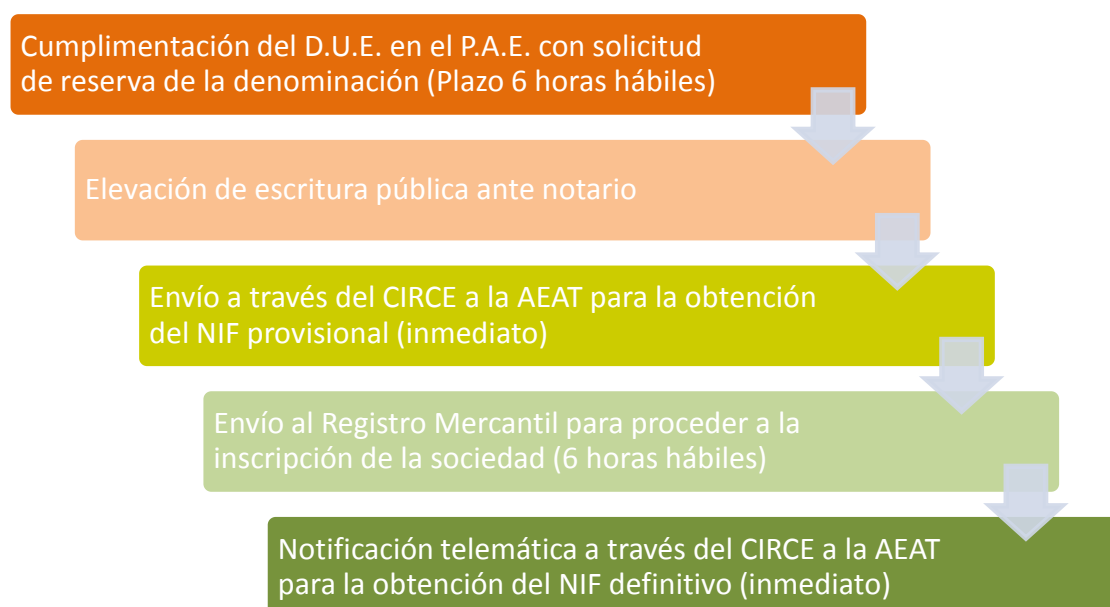 Cumplimentación del D.U.E. en el P.A.E. con solicitud
de reserva de la denominación (Plazo 6 horas hábiles)
Elevación de escritura pública ante notario
Envío a través del CIRCE a la AEAT para la obtención
del NIF provisional (inmediato)
Envío al Registro Mercantil para proceder a la
inscripción de la sociedad (6 horas hábiles)
Notificación telemática a través del CIRCE a la AEAT
para la obtención del NIF definitivo (inmediato)